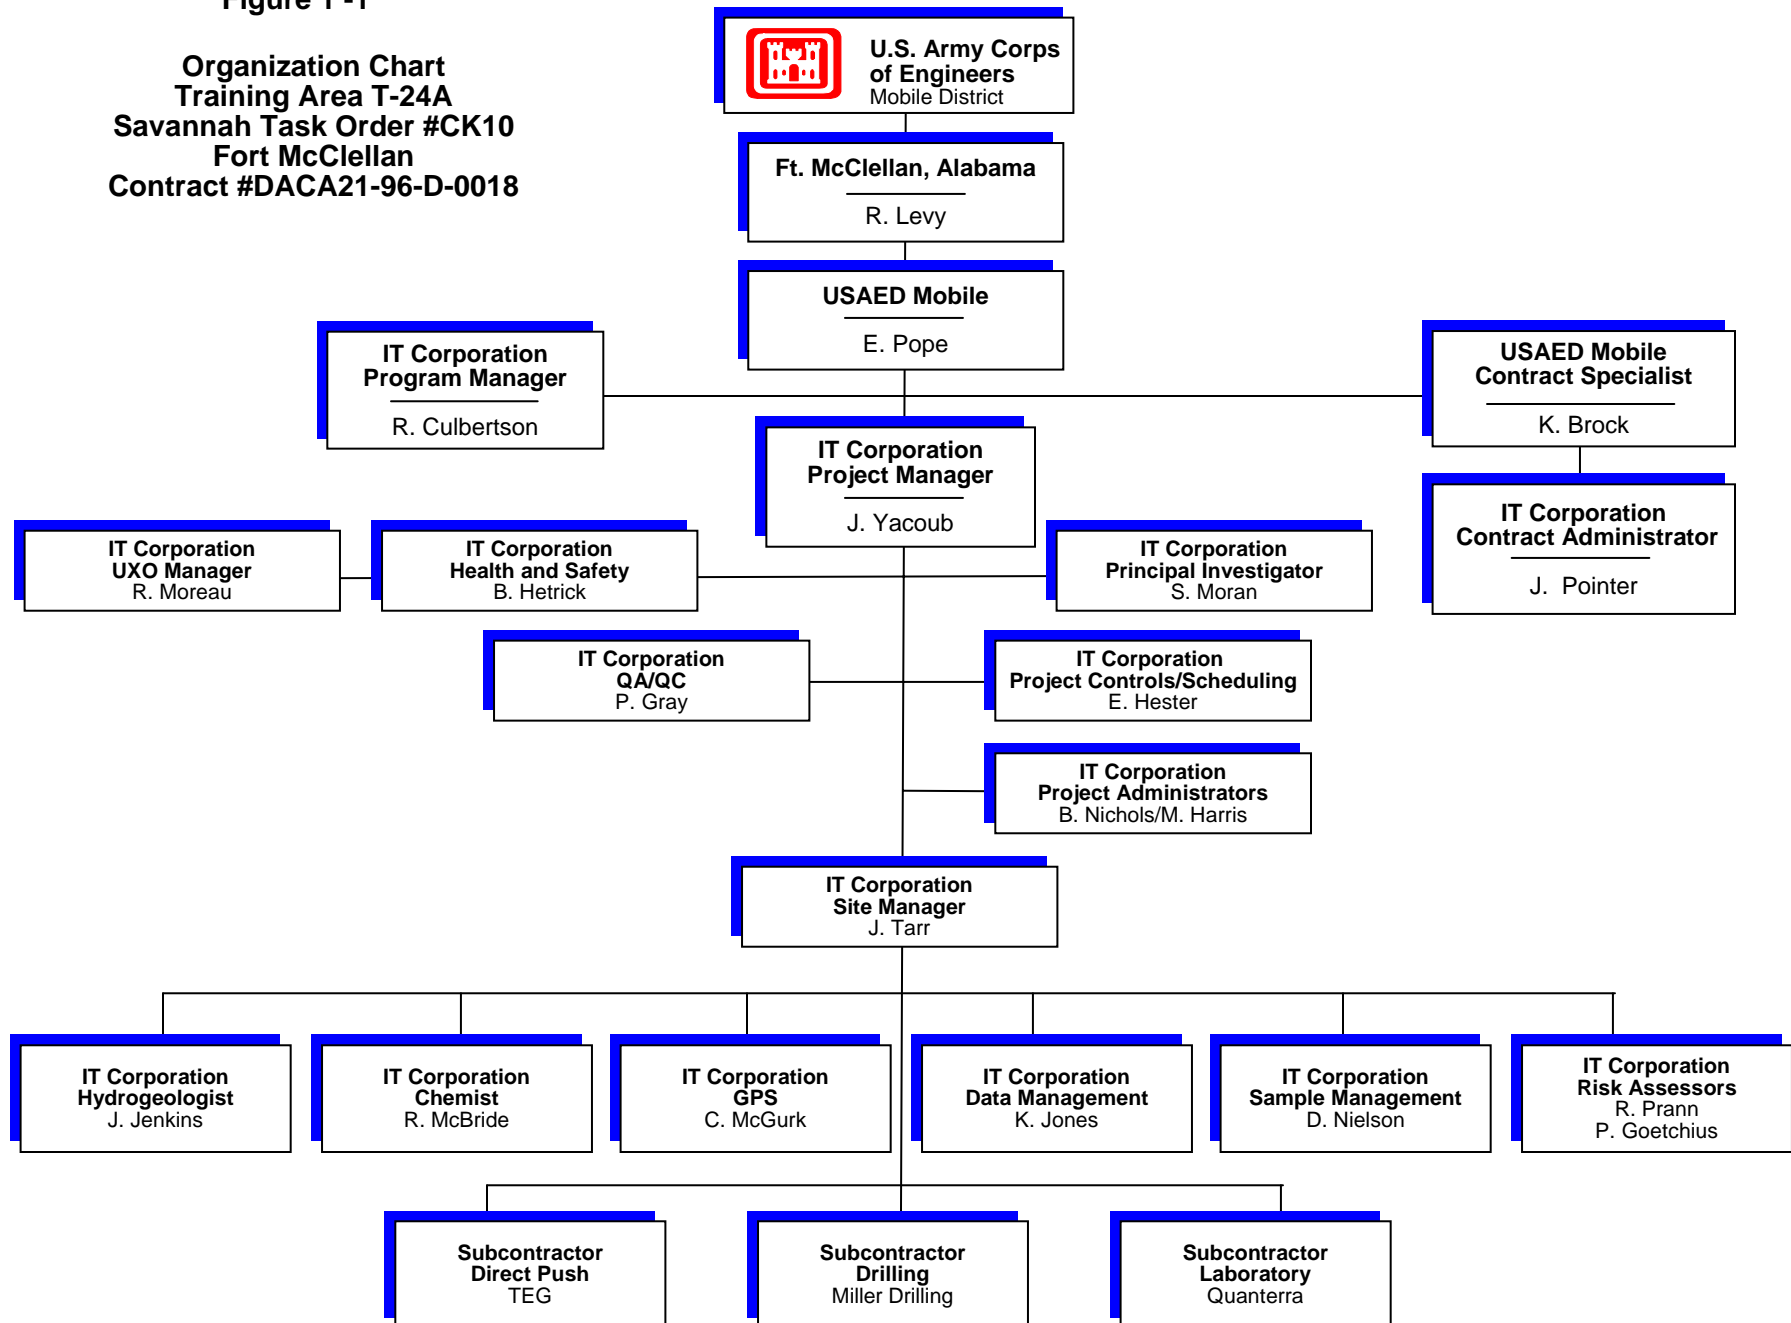 Figure 1-1
Organization Chart
Training Area T-24A
Savannah Task Order #CK10
Fort McClellan
Contract #DACA21-96-D-0018
U.S. Army Corps
of Engineers
Mobile District
Ft. McClellan, Alabama
R. Levy
USAED Mobile
E. Pope
IT Corporation
Program Manager
R. Culbertson
USAED Mobile
Contract Specialist
K. Brock
IT Corporation
Project Manager
J. Yacoub
IT Corporation
Contract Administrator
J. Pointer
IT Corporation
UXO Manager
R. Moreau
IT Corporation
Health and Safety
B. Hetrick
IT Corporation
Principal Investigator
S. Moran
IT Corporation
QA/QC
P. Gray
IT Corporation
Project Controls/Scheduling
E. Hester
IT Corporation
Project Administrators
B. Nichols/M. Harris
IT Corporation
Site Manager
J. Tarr
IT Corporation
Hydrogeologist
J. Jenkins
IT Corporation
Chemist
R. McBride
IT Corporation
GPS
C. McGurk
IT Corporation
Data Management
K. Jones
IT Corporation
Sample Management
D. Nielson
IT Corporation
Risk Assessors
R. Prann
P. Goetchius
Subcontractor
Direct Push
TEG
Subcontractor
Drilling
Miller Drilling
Subcontractor
Laboratory
Quanterra